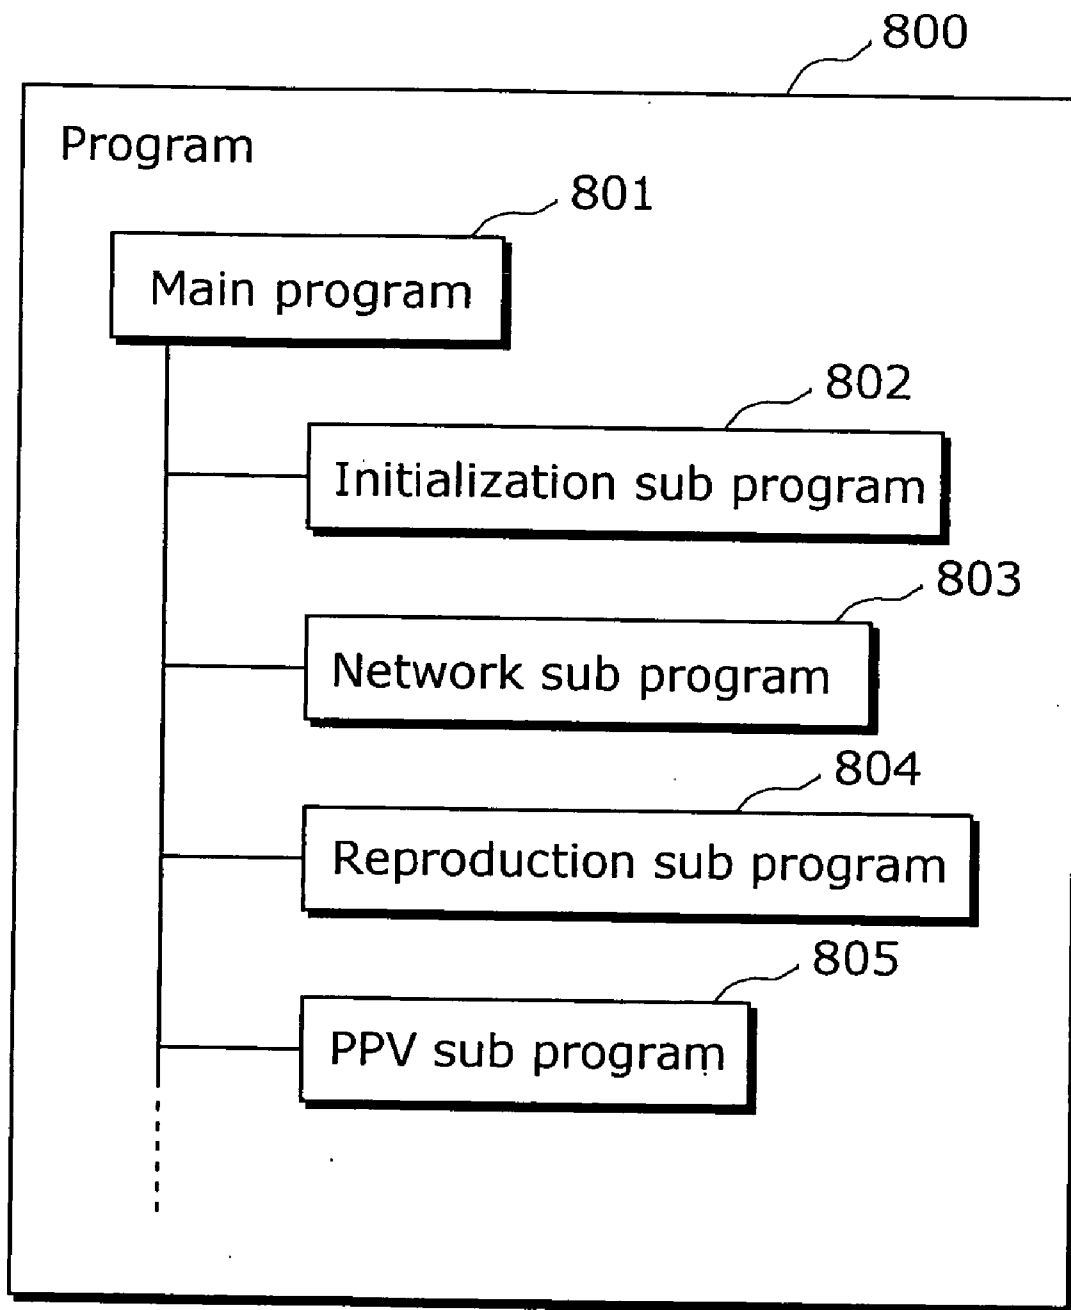 800
Program
801
Main program
802
Initialization sub program
803
Network sub program
804
Reproduction sub program
805
PPV sub program